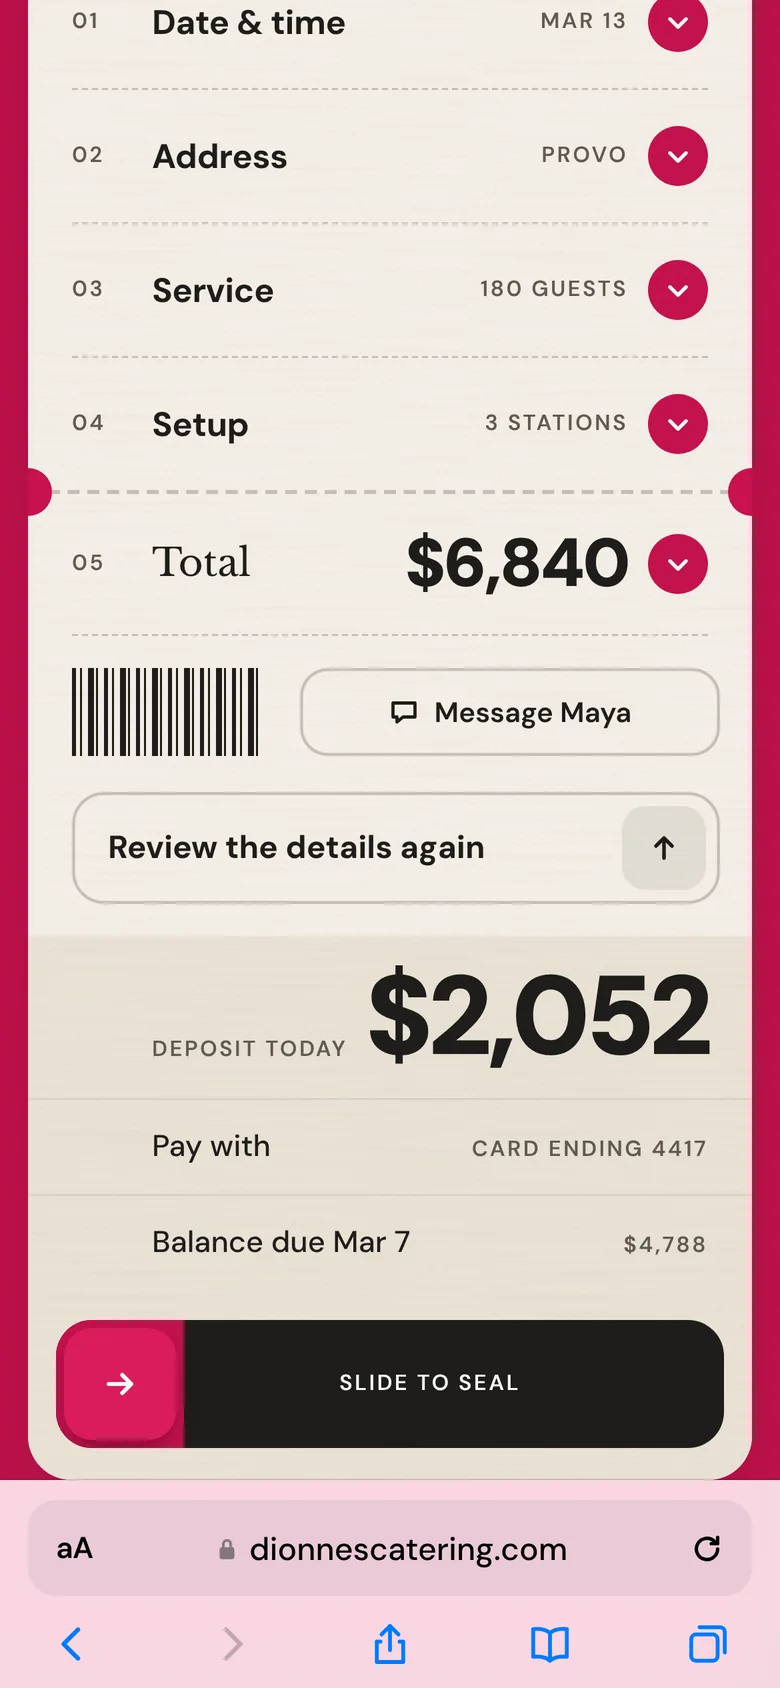 01 Date & time MAR 13
02 Address PROVO
03 Service 180 GUESTS
04 Setup 3 STATIONS
05 Total $6,840
Message Maya
Review the details again
DEPOSIT TODAY $2,052
Pay with CARD ENDING 4417
Balance due Mar 7 $4,788
SLIDE TO SEAL
aA dionnescatering.com